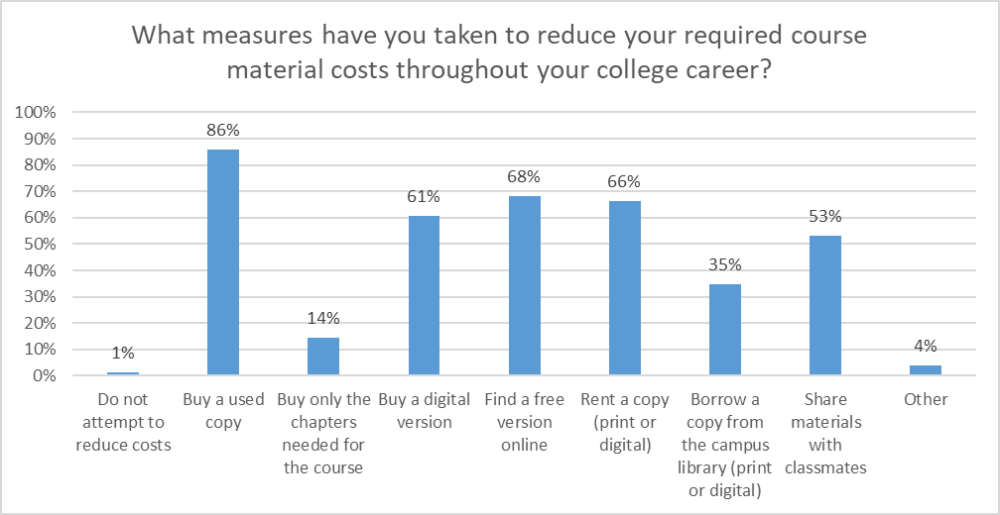 What measures have you taken to reduce your required course
material costs throughout your college career?
100%
90%
80%
70%
60%
50%
40%
30%
20%
10%
0%
1%
86%
14%
61%
68%
66%
35%
53%
4%
Do not
attempt to
reduce costs
Buy a used
copy
Buy only the
chapters
needed for
the course
Buy a digital
version
Find a free
version
online
Rent a copy
(print or
digital)
Borrow a
copy from
the campus
library (print
or digital)
Share
materials
with
classmates
Other